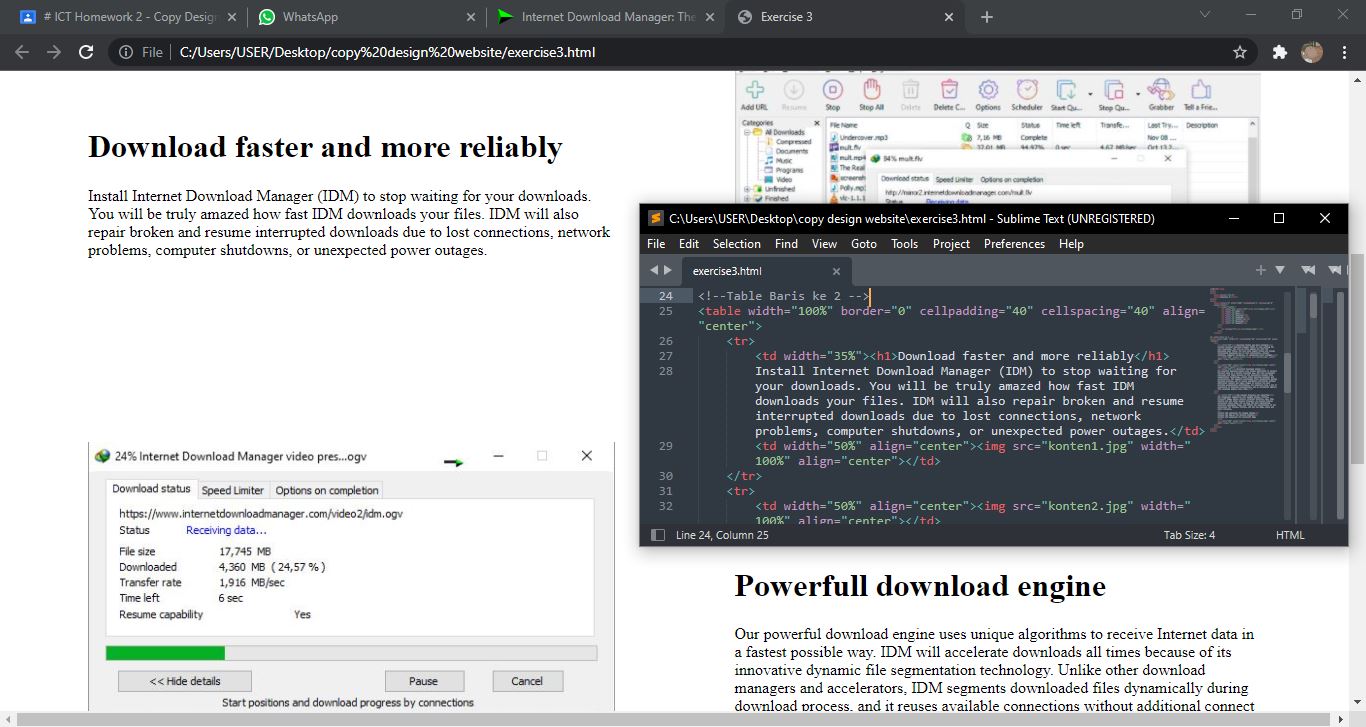 # ICT Homework 2 - Copy Desig
WhatsApp
Internet Download Manager: The
Exercise 3
File
C:/Users/USER/Desktop/copy%20design%20website/exercise3.html
Download faster and more reliably
Install Internet Download Manager (IDM) to stop waiting for your downloads.
You will be truly amazed how fast IDM downloads your files. IDM will also
repair broken and resume interrupted downloads due to lost connections, network
problems, computer shutdowns, or unexpected power outages.
Add URL Resume Stop Stop All Delete Delete C... Options Scheduler Start Qu... Stop Qu... Grabber Tell a Frie...
Categories
File Name Q Size Status Time left Transfe... Last Try... Description
All Downloads
Compressed
Documents
Music
Programs
Video
Unfinished
Finished
Undercover.mp3 7,16 MB Complete Nov 08 ...
mult.flv 37,01 MB 84,97% 0 sec 4,67 MB/sec Oct 13 2...
mult.mp4
The Real
screensh
Polly.mp
vlc-1.1.1
84% mult.flv
Download status Speed Limiter Options on completion
http://mirror2.internetdownloadmanager.com/mult.flv
Status Receiving data...
C:\Users\USER\Desktop\copy design website\exercise3.html - Sublime Text (UNREGISTERED)
File Edit Selection Find View Goto Tools Project Preferences Help
exercise3.html
24 <!--Table Baris ke 2 -->
25 <table width="100%" border="0" cellpadding="40" cellspacing="40" align=
"center">
26 <tr>
27 <td width="35%"><h1>Download faster and more reliably</h1>
28 Install Internet Download Manager (IDM) to stop waiting for
your downloads. You will be truly amazed how fast IDM
downloads your files. IDM will also repair broken and resume
interrupted downloads due to lost connections, network
problems, computer shutdowns, or unexpected power outages.</td>
29 <td width="50%" align="center"><img src="konten1.jpg" width="
100%" align="center"></td>
30 </tr>
31 <tr>
32 <td width="50%" align="center"><img src="konten2.jpg" width="
100%" align="center"></td>
Line 24, Column 25
Tab Size: 4
HTML
24% Internet Download Manager video pres...ogv
Download status Speed Limiter Options on completion
https://www.internetdownloadmanager.com/video2/idm.ogv
Status Receiving data...
File size 17,745 MB
Downloaded 4,360 MB ( 24,57 % )
Transfer rate 1,916 MB/sec
Time left 6 sec
Resume capability Yes
<< Hide details
Pause
Cancel
Start positions and download progress by connections
Powerfull download engine
Our powerful download engine uses unique algorithms to receive Internet data in
a fastest possible way. IDM will accelerate downloads all times because of its
innovative dynamic file segmentation technology. Unlike other download
managers and accelerators, IDM segments downloaded files dynamically during
download process, and it reuses available connections without additional connect